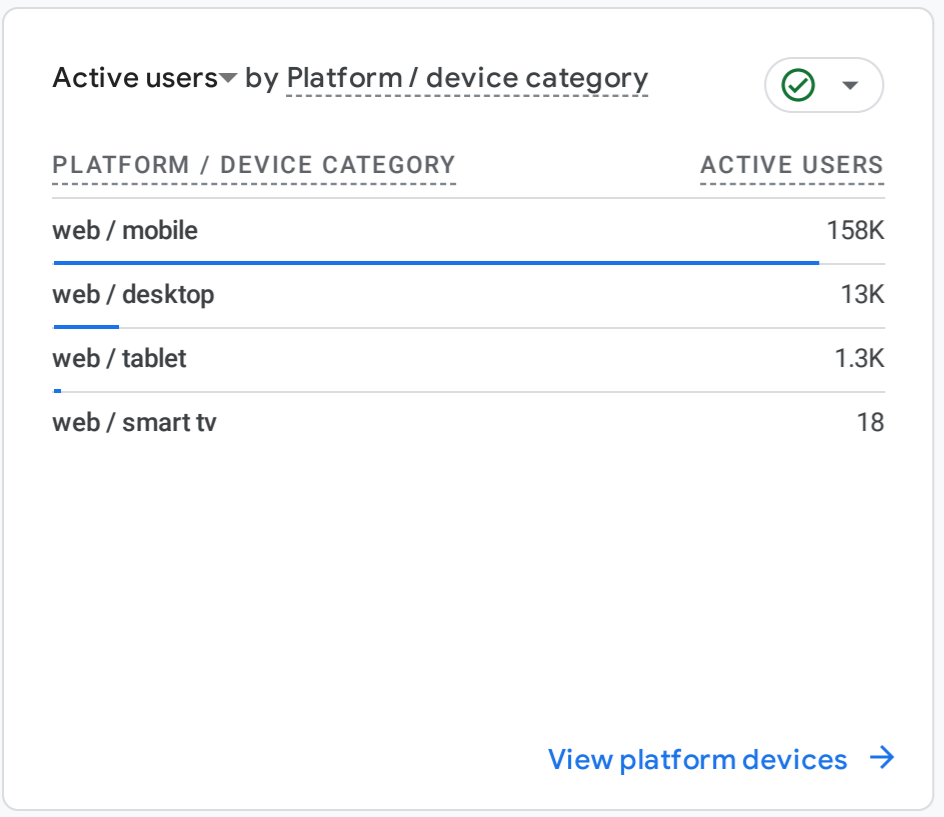 Active users by Platform / device category
PLATFORM / DEVICE CATEGORY ACTIVE USERS
web / mobile 158K
web / desktop 13K
web / tablet 1.3K
web / smart tv 18
View platform devices